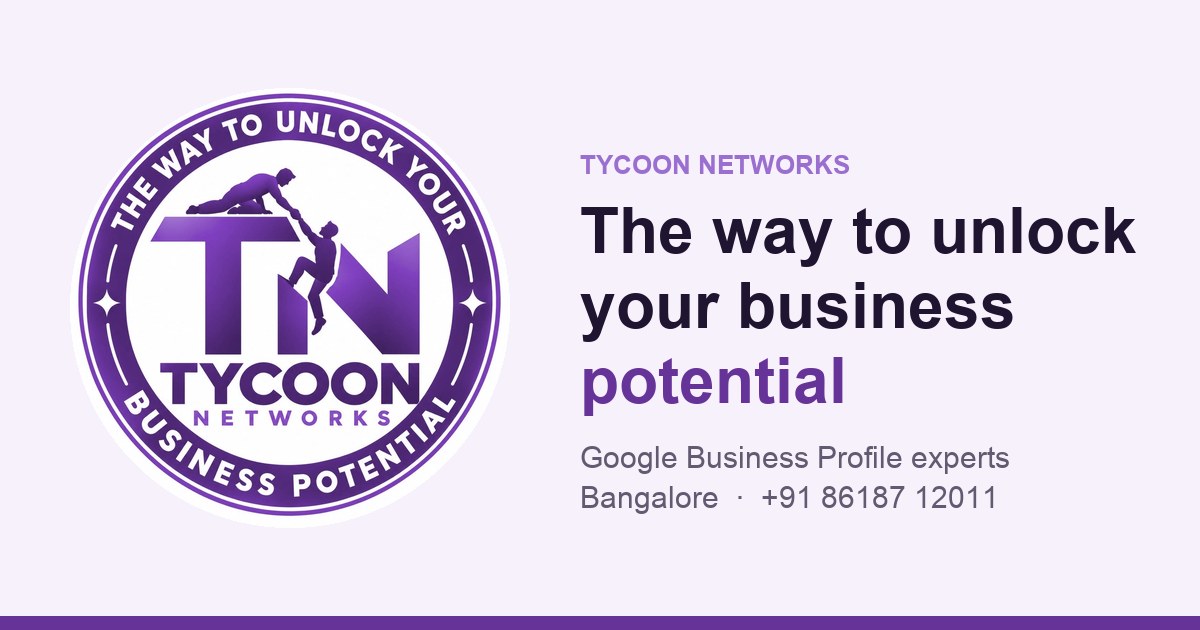 THE WAY TO UNLOCK YOUR
TN
TYCOON
NETWORKS
BUSINESS POTENTIAL
TYCOON NETWORKS
The way to unlock
your business
potential
Google Business Profile experts
Bangalore · +91 86187 12011